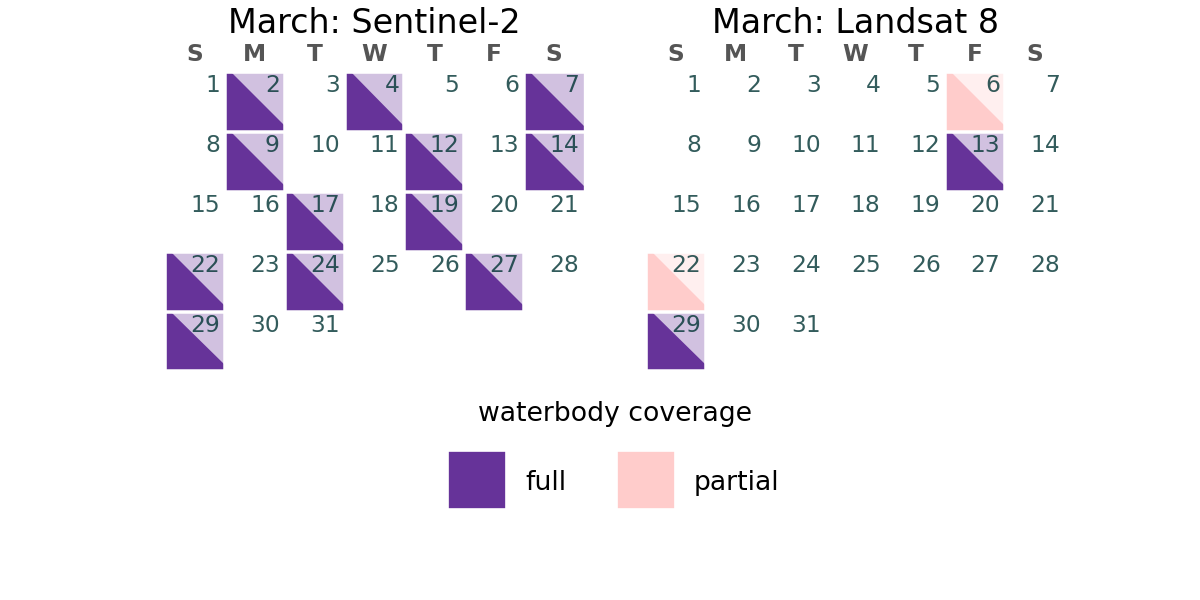 March: Sentinel-2
S M T W T F S
1 2 3 4 5 6 7
8 9 10 11 12 13 14
15 16 17 18 19 20 21
22 23 24 25 26 27 28
29 30 31
March: Landsat 8
S M T W T F S
1 2 3 4 5 6 7
8 9 10 11 12 13 14
15 16 17 18 19 20 21
22 23 24 25 26 27 28
29 30 31
waterbody coverage
full
partial